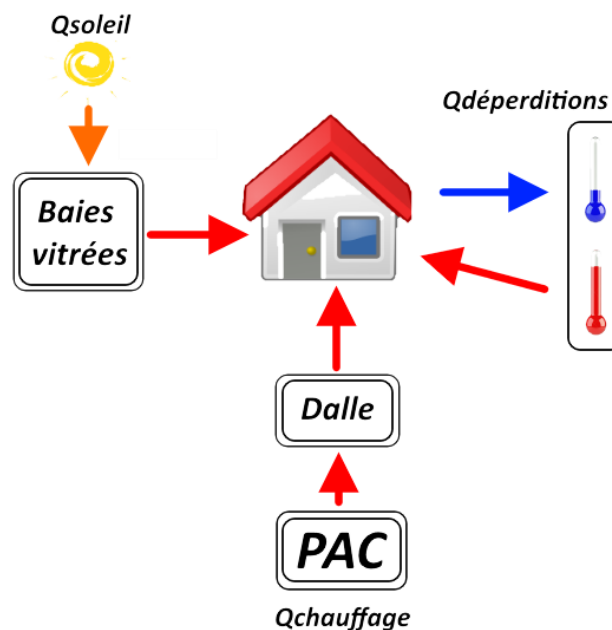 Qsoleil
Qdéperditions
Baies
vitrées
Dalle
PAC
Qchauffage